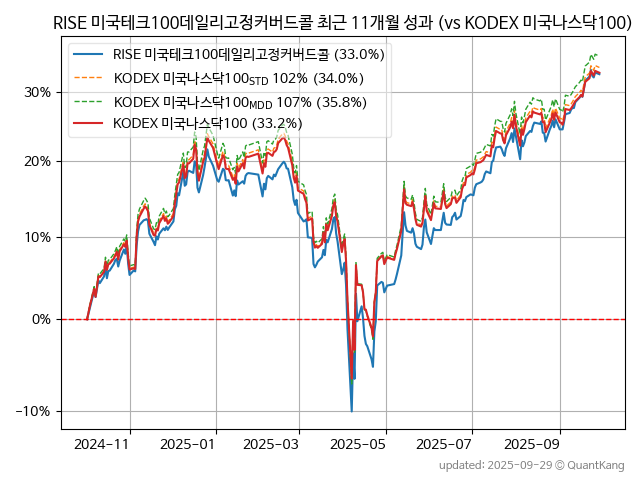 RISE 미국테크100데일리고정커버드콜 최근 11개월 성과 (vs KODEX 미국나스닥100)
RISE 미국테크100데일리고정커버드콜 (33.0%)
KODEX 미국나스닥100STD 102% (34.0%)
KODEX 미국나스닥100MDD 107% (35.8%)
KODEX 미국나스닥100 (33.2%)
30%
20%
10%
0%
−10%
2024-11
2025-01
2025-03
2025-05
2025-07
2025-09
updated: 2025-09-29 © QuantKang